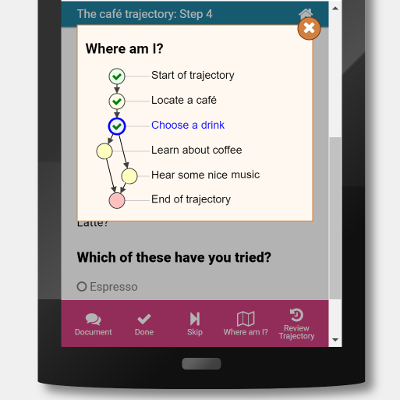 The café trajectory: Step 4
Where am I?
Start of trajectory
Locate a café
Choose a drink
Learn about coffee
Hear some nice music
End of trajectory
Latte?
Which of these have you tried?
Espresso
Document
Done
Skip
Where am I?
Review
Trajectory